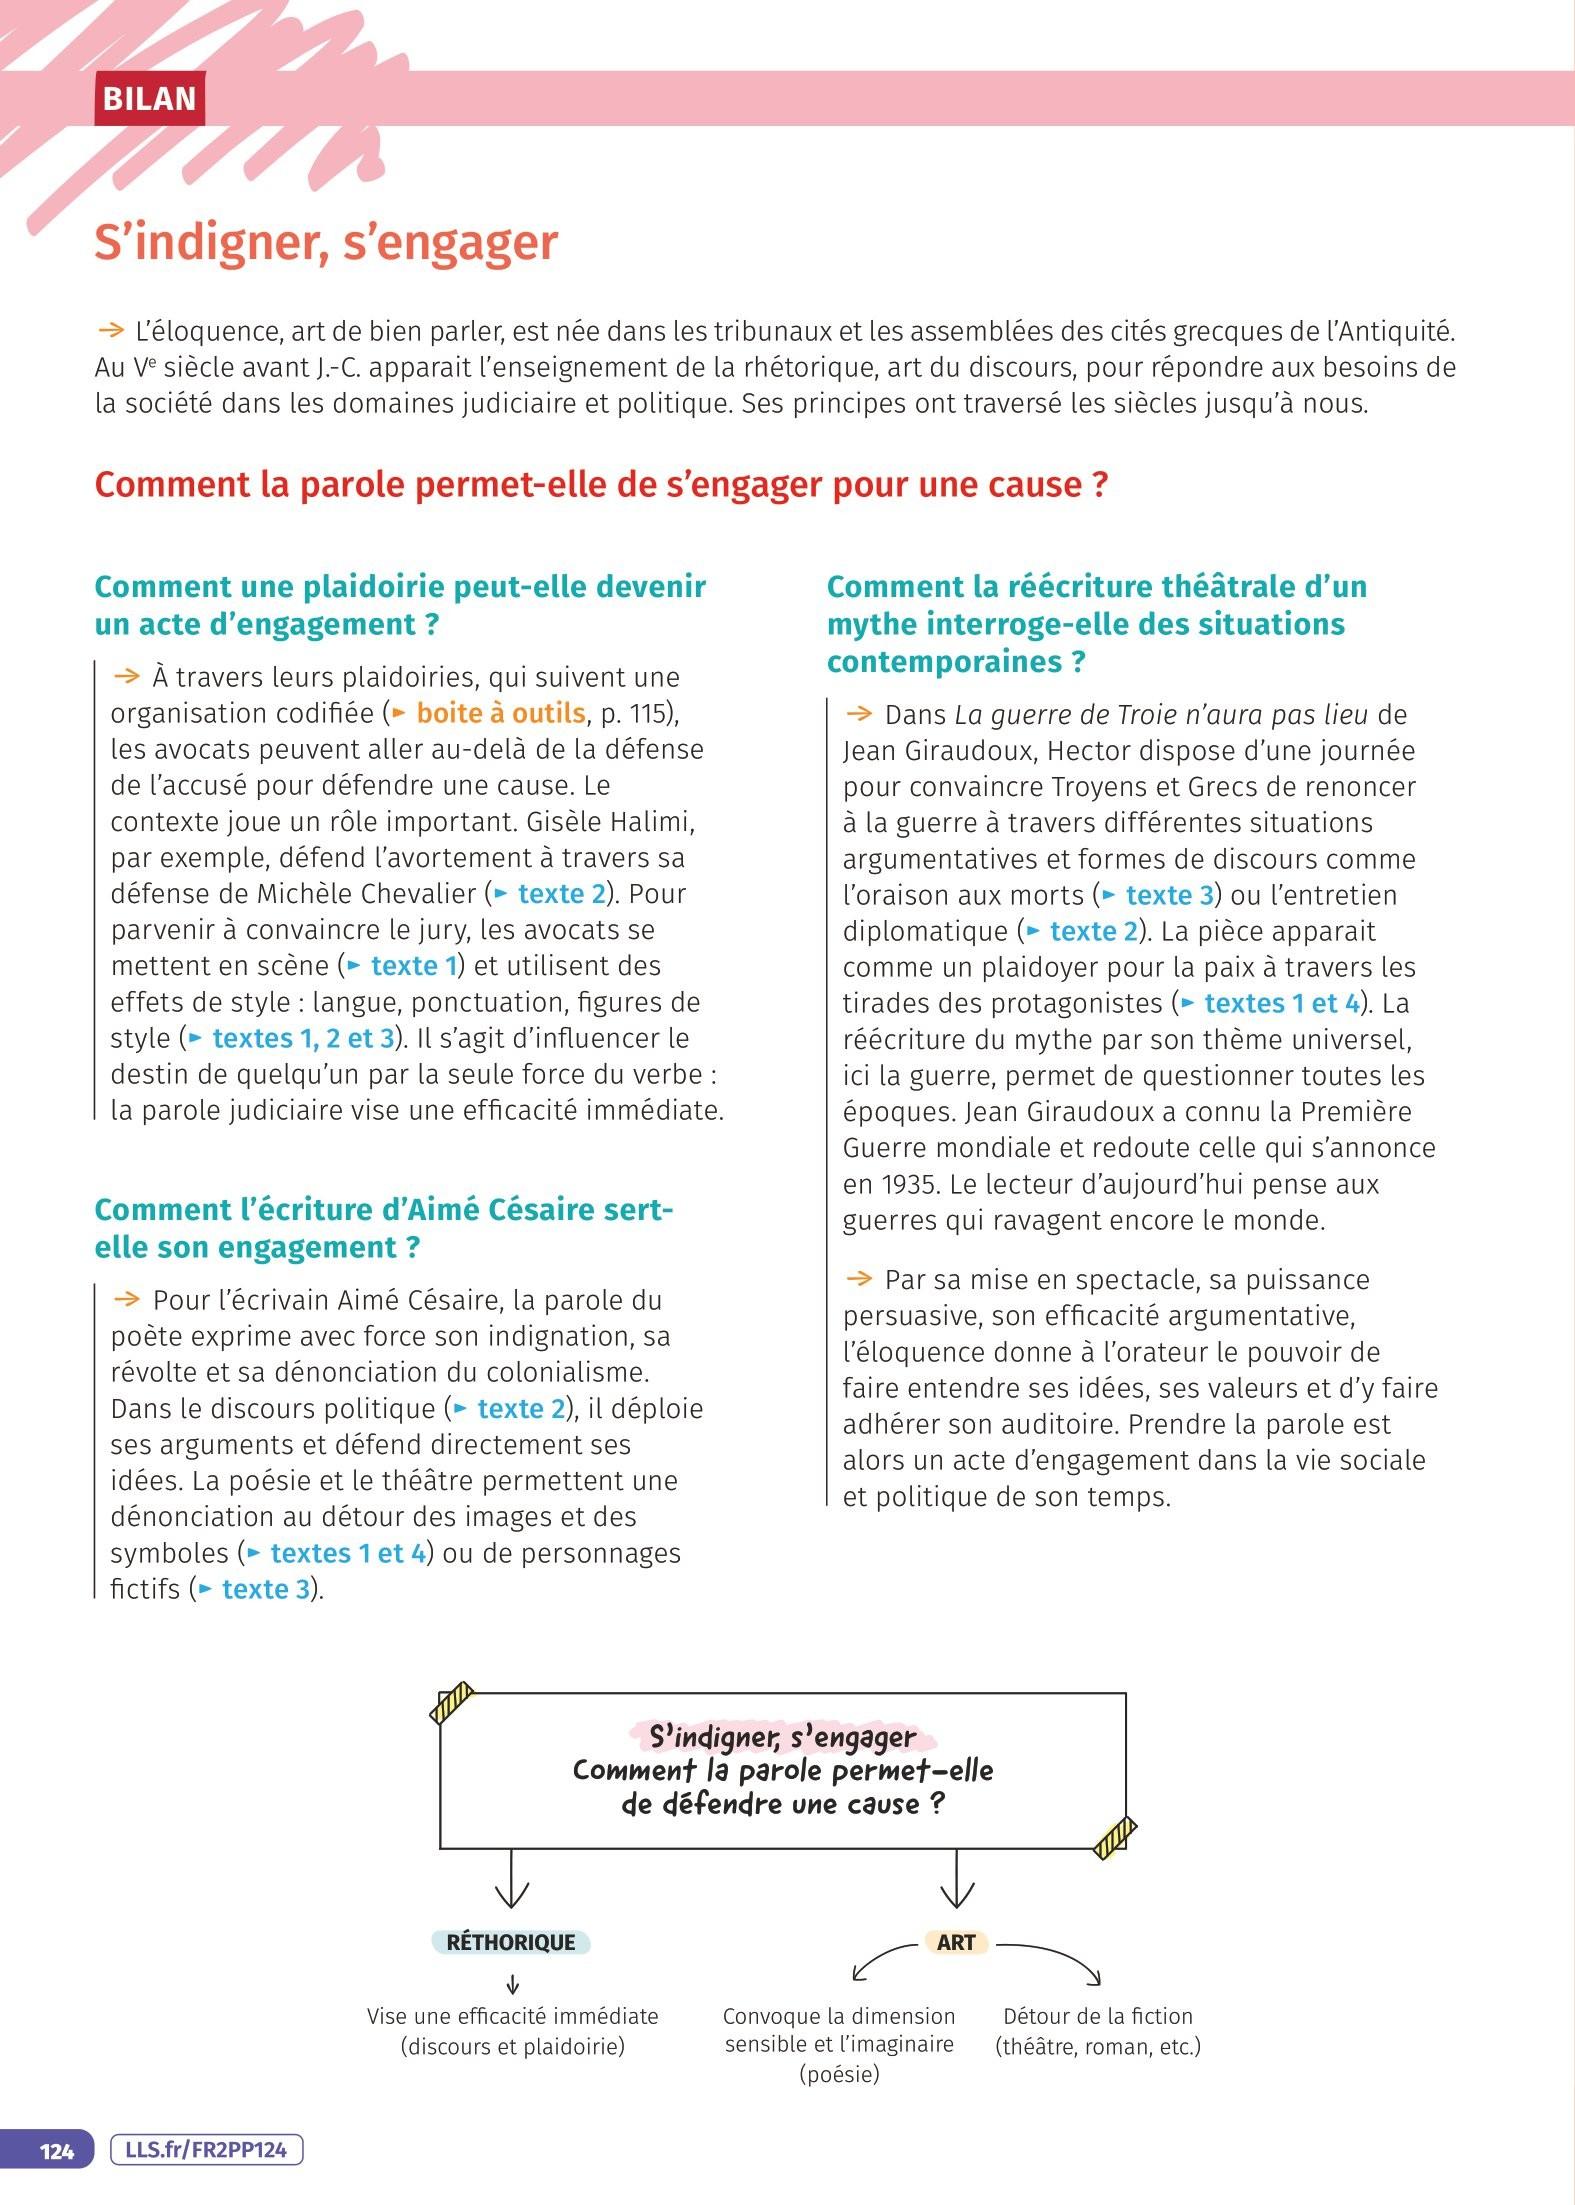 BILAN
S’indigner, s’engager
→ L’éloquence, art de bien parler, est née dans les tribunaux et les assemblées des cités grecques de l’Antiquité.
Au Vᵉ siècle avant J.-C. apparait l’enseignement de la rhétorique, art du discours, pour répondre aux besoins de
la société dans les domaines judiciaire et politique. Ses principes ont traversé les siècles jusqu’à nous.
Comment la parole permet-elle de s’engager pour une cause ?
Comment une plaidoirie peut-elle devenir
un acte d’engagement ?
→ À travers leurs plaidoiries, qui suivent une
organisation codifiée (► boite à outils, p. 115),
les avocats peuvent aller au-delà de la défense
de l’accusé pour défendre une cause. Le
contexte joue un rôle important. Gisèle Halimi,
par exemple, défend l’avortement à travers sa
défense de Michèle Chevalier (► texte 2). Pour
parvenir à convaincre le jury, les avocats se
mettent en scène (► texte 1) et utilisent des
effets de style : langue, ponctuation, figures de
style (► textes 1, 2 et 3). Il s’agit d’influencer le
destin de quelqu’un par la seule force du verbe :
la parole judiciaire vise une efficacité immédiate.
Comment l’écriture d’Aimé Césaire sert-
elle son engagement ?
→ Pour l’écrivain Aimé Césaire, la parole du
poète exprime avec force son indignation, sa
révolte et sa dénonciation du colonialisme.
Dans le discours politique (► texte 2), il déploie
ses arguments et défend directement ses
idées. La poésie et le théâtre permettent une
dénonciation au détour des images et des
symboles (► textes 1 et 4) ou de personnages
fictifs (► texte 3).
Comment la réécriture théâtrale d’un
mythe interroge-elle des situations
contemporaines ?
→ Dans La guerre de Troie n’aura pas lieu de
Jean Giraudoux, Hector dispose d’une journée
pour convaincre Troyens et Grecs de renoncer
à la guerre à travers différentes situations
argumentatives et formes de discours comme
l’oraison aux morts (► texte 3) ou l’entretien
diplomatique (► texte 2). La pièce apparait
comme un plaidoyer pour la paix à travers les
tirades des protagonistes (► textes 1 et 4). La
réécriture du mythe par son thème universel,
ici la guerre, permet de questionner toutes les
époques. Jean Giraudoux a connu la Première
Guerre mondiale et redoute celle qui s’annonce
en 1935. Le lecteur d’aujourd’hui pense aux
guerres qui ravagent encore le monde.
→ Par sa mise en spectacle, sa puissance
persuasive, son efficacité argumentative,
l’éloquence donne à l’orateur le pouvoir de
faire entendre ses idées, ses valeurs et d’y faire
adhérer son auditoire. Prendre la parole est
alors un acte d’engagement dans la vie sociale
et politique de son temps.
S’indigner, s’engager
Comment la parole permet-elle
de défendre une cause ?
RÉTHORIQUE
Vise une efficacité immédiate
(discours et plaidoirie)
ART
Convoque la dimension
sensible et l’imaginaire
(poésie)
Détour de la fiction
(théâtre, roman, etc.)
124
LLS.fr/FR2PP124